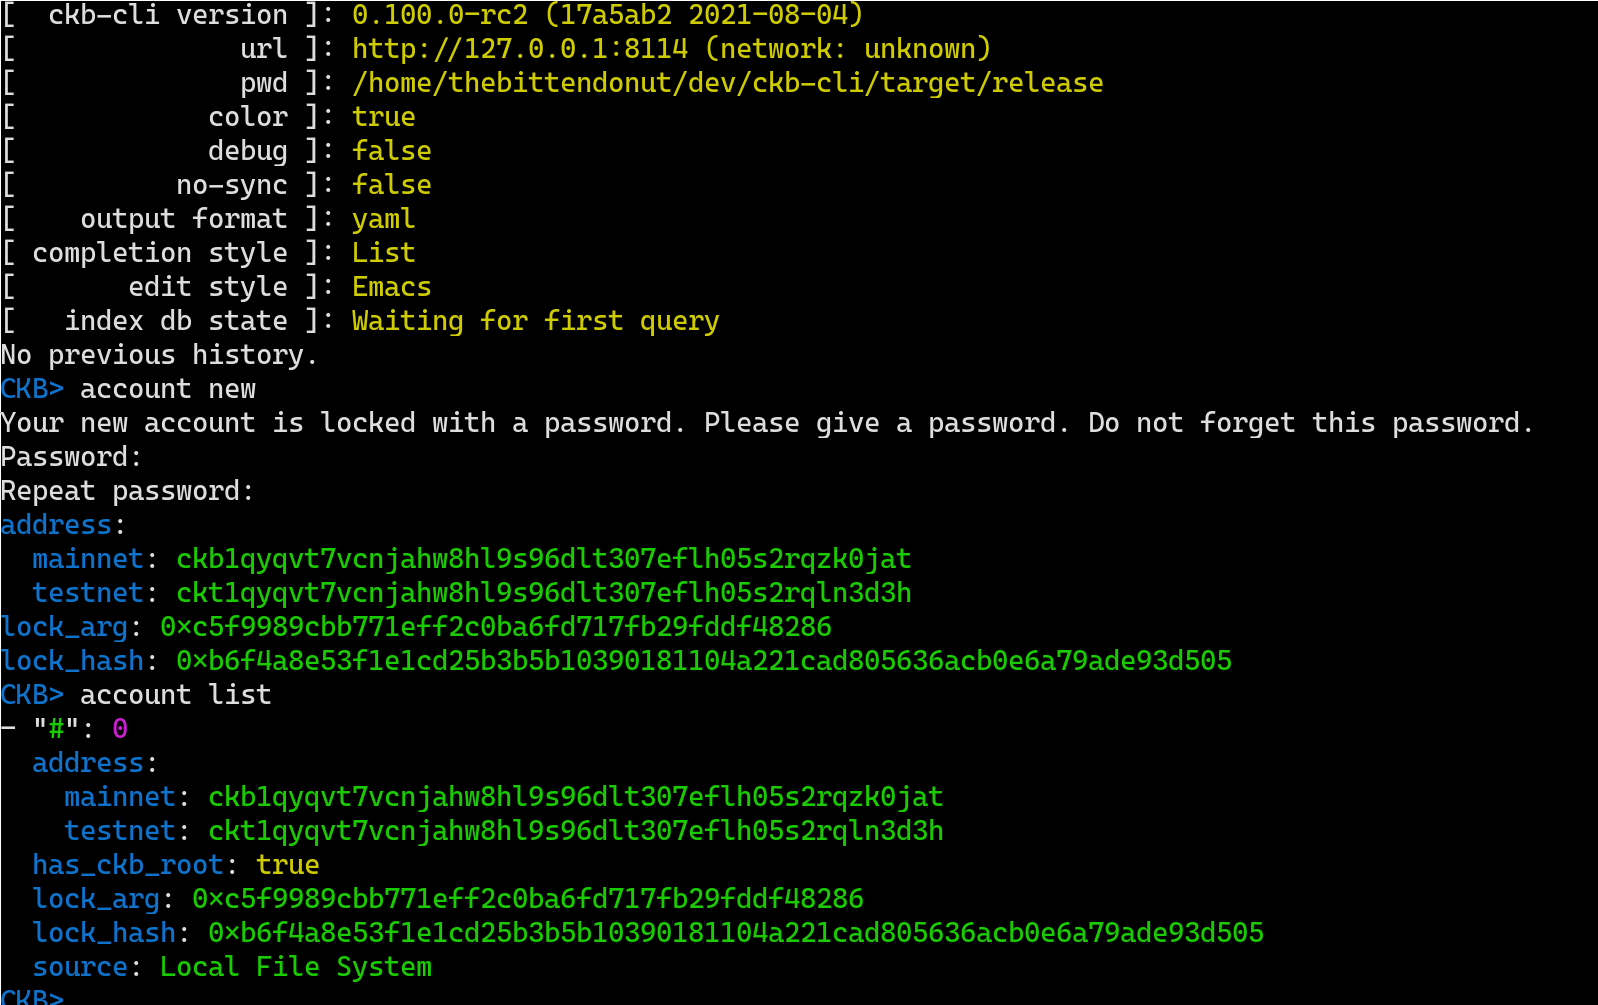 [  ckb-cli version ]: 0.100.0-rc2 (17a5ab2 2021-08-04)
[              url ]: http://127.0.0.1:8114 (network: unknown)
[              pwd ]: /home/thebittendonut/dev/ckb-cli/target/release
[            color ]: true
[            debug ]: false
[          no-sync ]: false
[    output format ]: yaml
[ completion style ]: List
[       edit style ]: Emacs
[   index db state ]: Waiting for first query
No previous history.
CKB> account new
Your new account is locked with a password. Please give a password. Do not forget this password.
Password:
Repeat password:
address:
  mainnet: ckb1qyqvt7vcnjahw8hl9s96dlt307eflh05s2rqzk0jat
  testnet: ckt1qyqvt7vcnjahw8hl9s96dlt307eflh05s2rqln3d3h
lock_arg: 0xc5f9989cbb771eff2c0ba6fd717fb29fddf48286
lock_hash: 0xb6f4a8e53f1e1cd25b3b5b10390181104a221cad805636acb0e6a79ade93d505
CKB> account list
- "#": 0
  address:
    mainnet: ckb1qyqvt7vcnjahw8hl9s96dlt307eflh05s2rqzk0jat
    testnet: ckt1qyqvt7vcnjahw8hl9s96dlt307eflh05s2rqln3d3h
  has_ckb_root: true
  lock_arg: 0xc5f9989cbb771eff2c0ba6fd717fb29fddf48286
  lock_hash: 0xb6f4a8e53f1e1cd25b3b5b10390181104a221cad805636acb0e6a79ade93d505
  source: Local File System
CKB>